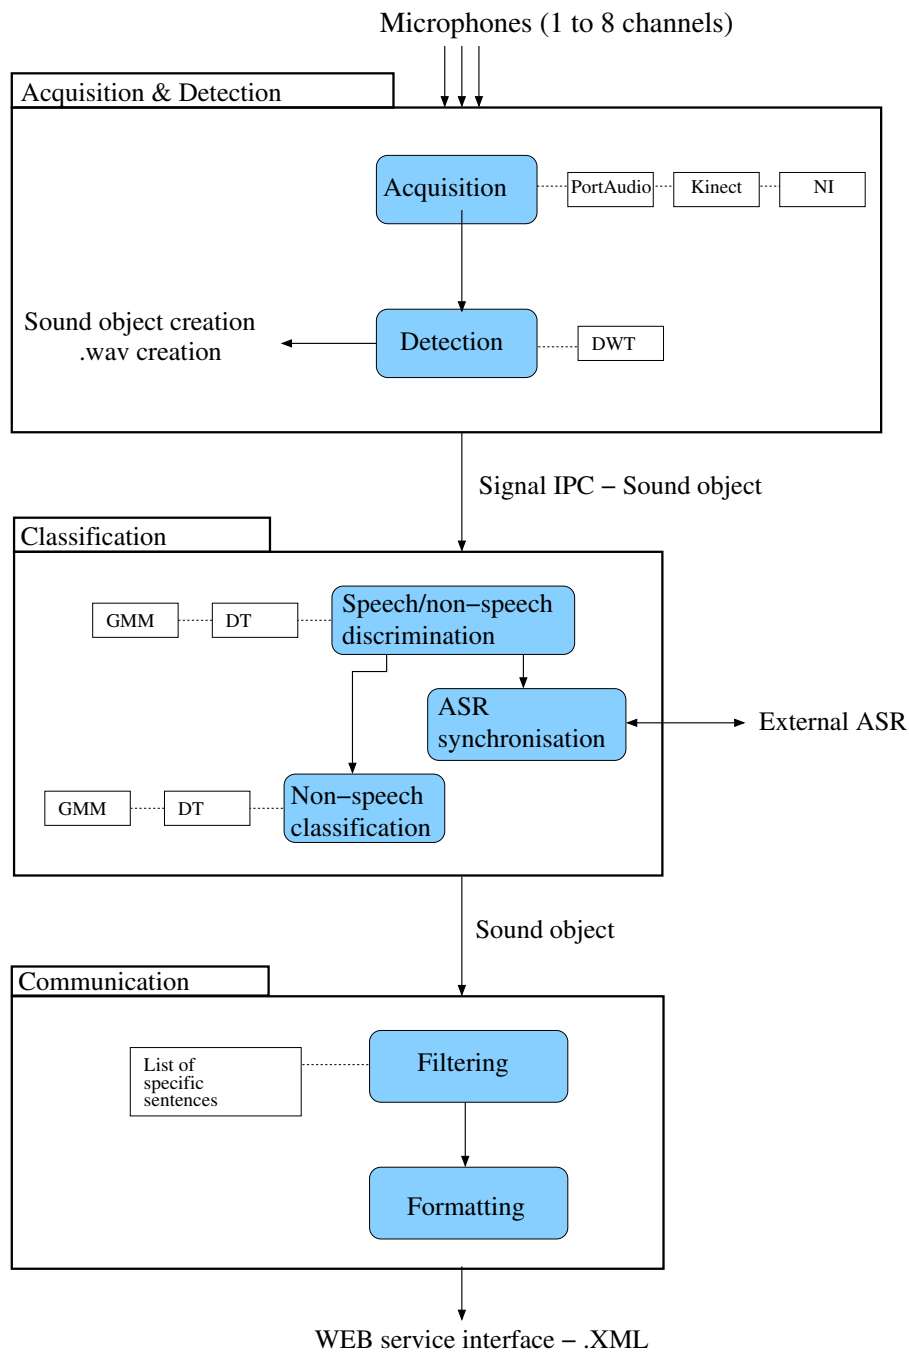 Microphones (1 to 8 channels)
Acquisition & Detection
Acquisition
PortAudio
Kinect
NI
Sound object creation
.wav creation
Detection
DWT
Signal IPC − Sound object
Classification
GMM
DT
Speech/non−speech
discrimination
ASR
synchronisation
External ASR
GMM
DT
Non−speech
classification
Sound object
Communication
List of
specific
sentences
Filtering
Formatting
WEB service interface − .XML